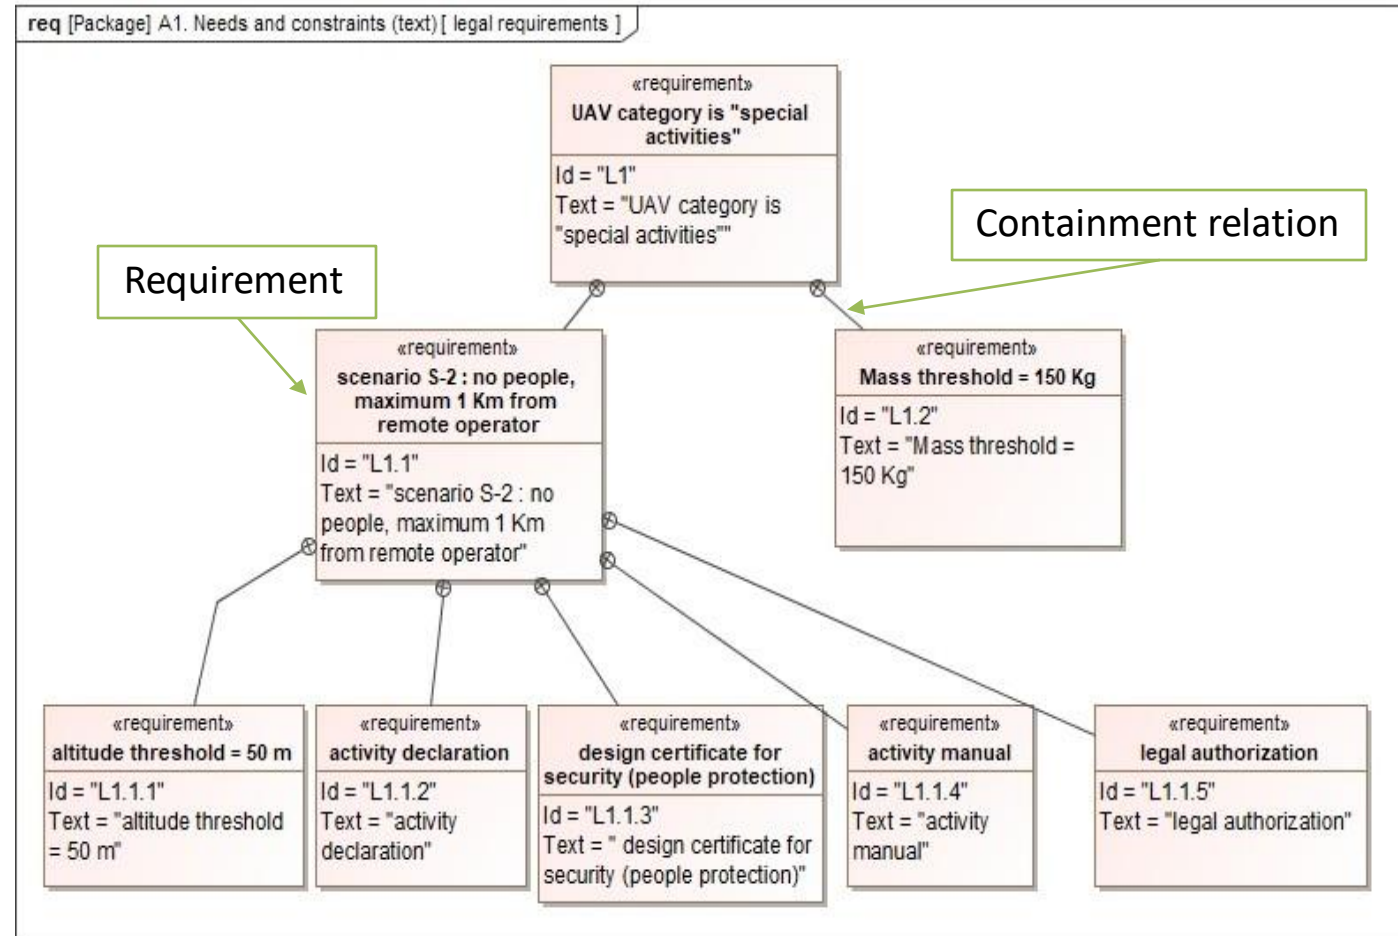 req [Package] A1. Needs and constraints (text) [ legal requirements ]
«requirement»
UAV category is "special
activities"
Id = "L1"
Text = "UAV category is
"special activities""
Containment relation
Requirement
«requirement»
scenario S-2 : no people,
maximum 1 Km from
remote operator
Id = "L1.1"
Text = "scenario S-2 : no
people, maximum 1 Km
from remote operator"
«requirement»
Mass threshold = 150 Kg
Id = "L1.2"
Text = "Mass threshold =
150 Kg"
«requirement»
altitude threshold = 50 m
Id = "L1.1.1"
Text = "altitude threshold
= 50 m"
«requirement»
activity declaration
Id = "L1.1.2"
Text = "activity
declaration"
«requirement»
design certificate for
security (people protection)
Id = "L1.1.3"
Text = " design certificate for
security (people protection)"
«requirement»
activity manual
Id = "L1.1.4"
Text = "activity
manual"
«requirement»
legal authorization
Id = "L1.1.5"
Text = "legal authorization"